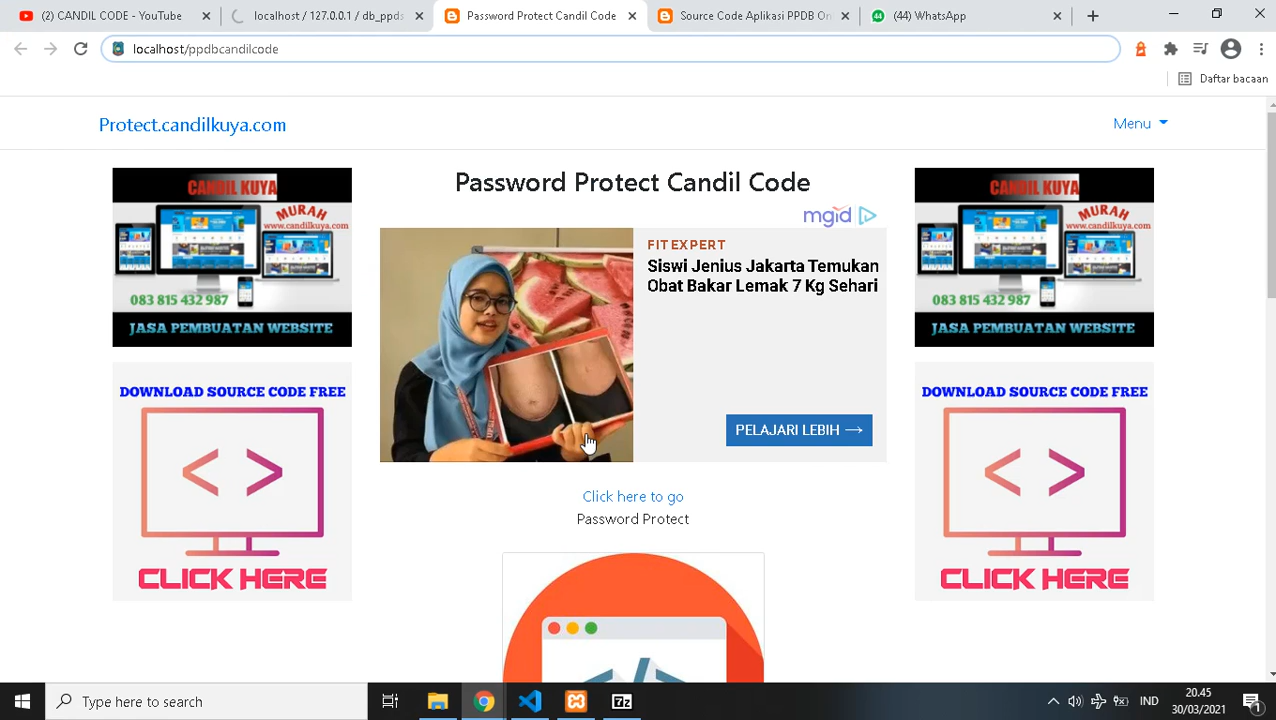 (2) CANDIL CODE - YouTube
localhost / 127.0.0.1 / db_pp
Password Protect Candil Code
Source Code Aplikasi PPDB On
(44) WhatsApp
localhost/ppdbcandilcode
Daftar bacaan
Protect.candilkuya.com
Menu
Password Protect Candil Code
mgid
CANDIL KUYA
MURAH
www.candilkuya.com
083 815 432 987
JASA PEMBUATAN WEBSITE
FITEXPERT
Siswi Jenius Jakarta Temukan
Obat Bakar Lemak 7 Kg Sehari
PELAJARI LEBIH →
CANDIL KUYA
MURAH
www.candilkuya.com
083 815 432 987
JASA PEMBUATAN WEBSITE
DOWNLOAD SOURCE CODE FREE
< >
CLICK HERE
Click here to go
Password Protect
</>
DOWNLOAD SOURCE CODE FREE
< >
CLICK HERE
Type here to search
IND
20.45
30/03/2021
1